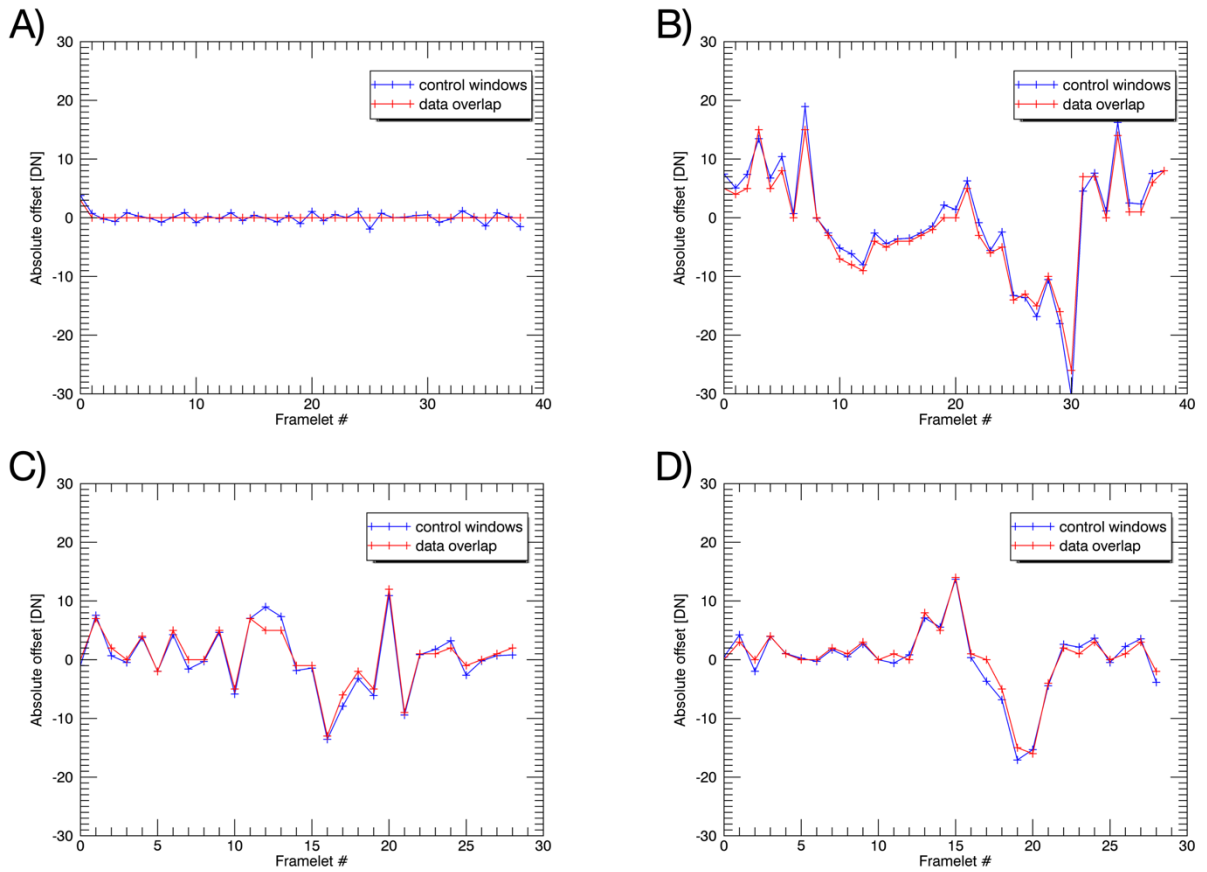 A)
30
20
10
0
-10
-20
-30
0 10 20 30 40
Absolute offset [DN]
Framelet #
control windows
data overlap
B)
30
20
10
0
-10
-20
-30
0 10 20 30 40
Absolute offset [DN]
Framelet #
control windows
data overlap
C)
30
20
10
0
-10
-20
-30
0 5 10 15 20 25 30
Absolute offset [DN]
Framelet #
control windows
data overlap
D)
30
20
10
0
-10
-20
-30
0 5 10 15 20 25 30
Absolute offset [DN]
Framelet #
control windows
data overlap